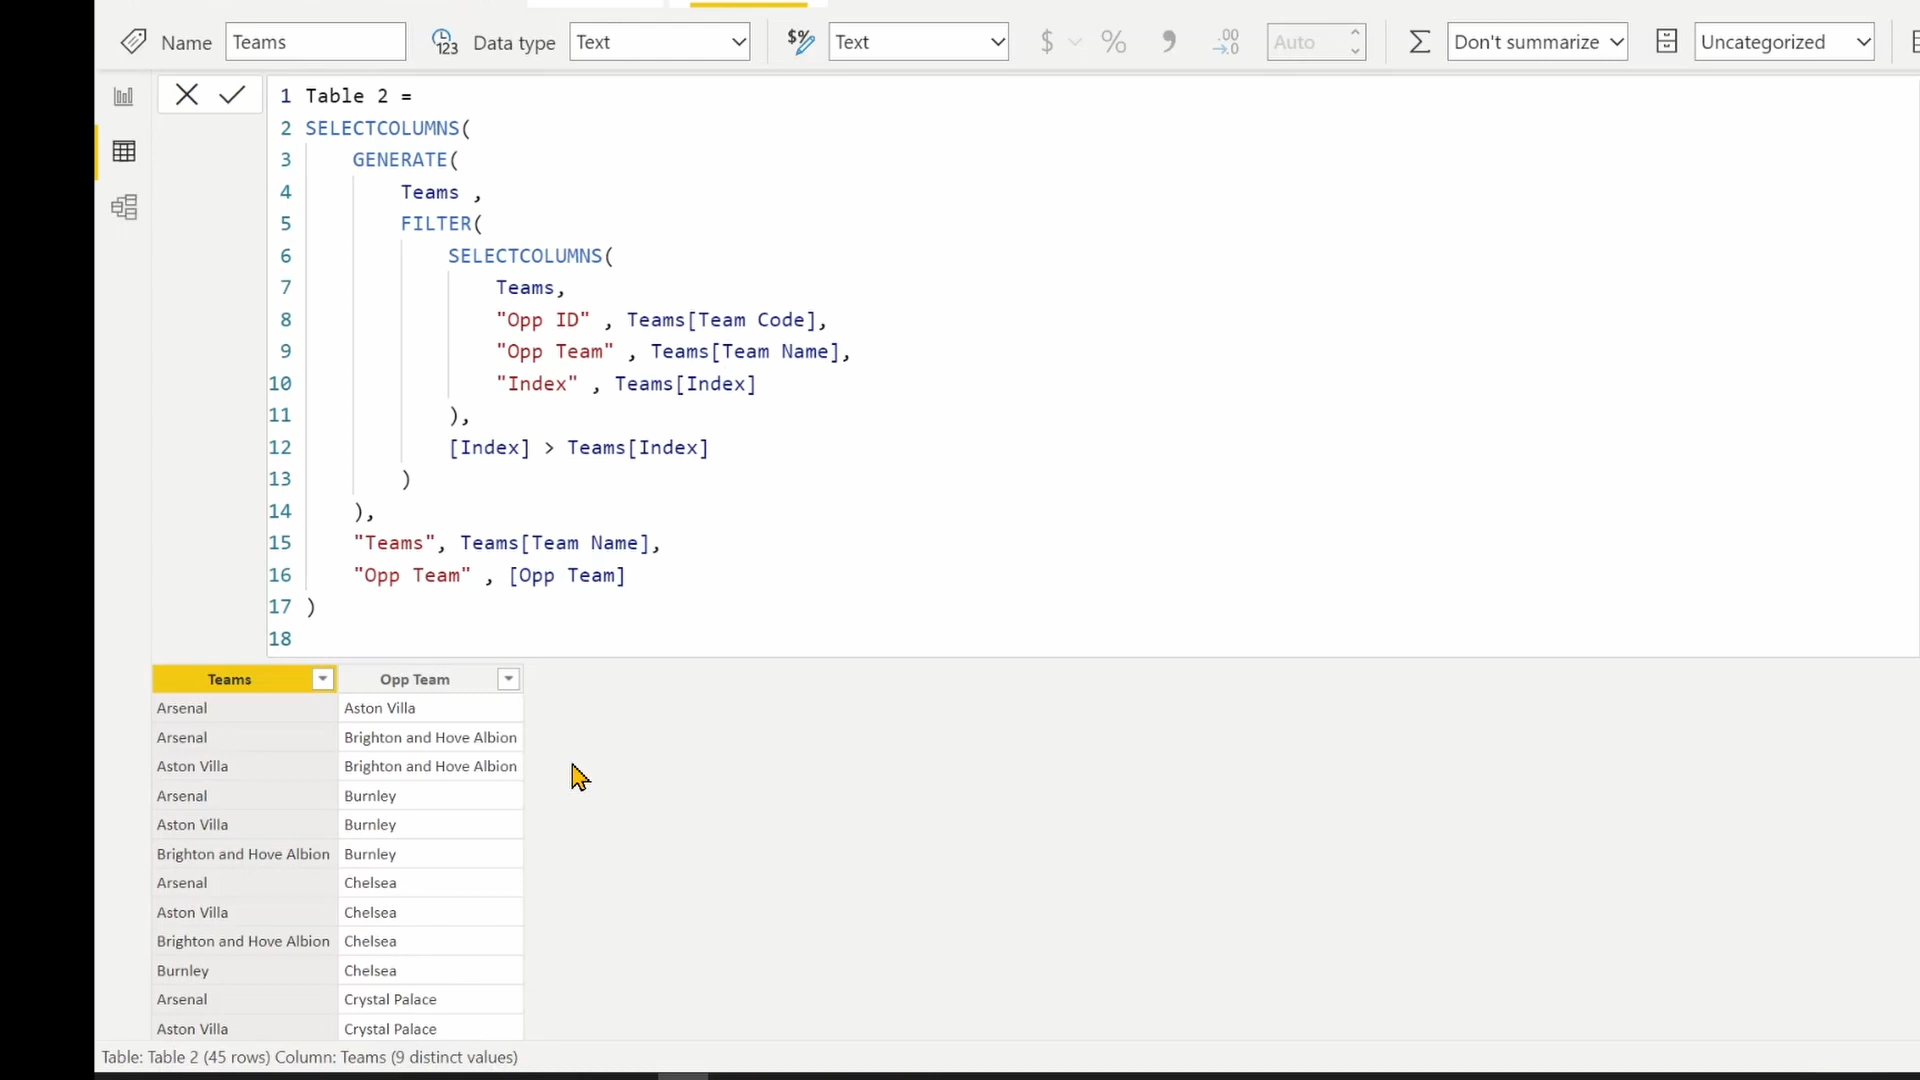 Name Teams Data type Text $% Text $ % 9 .00 →.0 Auto Σ Don't summarize Uncategorized
1 Table 2 =
2 SELECTCOLUMNS(
3 GENERATE(
4 Teams ,
5 FILTER(
6 SELECTCOLUMNS(
7 Teams,
8 "Opp ID" , Teams[Team Code],
9 "Opp Team" , Teams[Team Name],
10 "Index" , Teams[Index]
11 ),
12 [Index] > Teams[Index]
13 )
14 ),
15 "Teams", Teams[Team Name],
16 "Opp Team" , [Opp Team]
17 )
18
Teams Opp Team
Arsenal Aston Villa
Arsenal Brighton and Hove Albion
Aston Villa Brighton and Hove Albion
Arsenal Burnley
Aston Villa Burnley
Brighton and Hove Albion Burnley
Arsenal Chelsea
Aston Villa Chelsea
Brighton and Hove Albion Chelsea
Burnley Chelsea
Arsenal Crystal Palace
Aston Villa Crystal Palace
Table: Table 2 (45 rows) Column: Teams (9 distinct values)